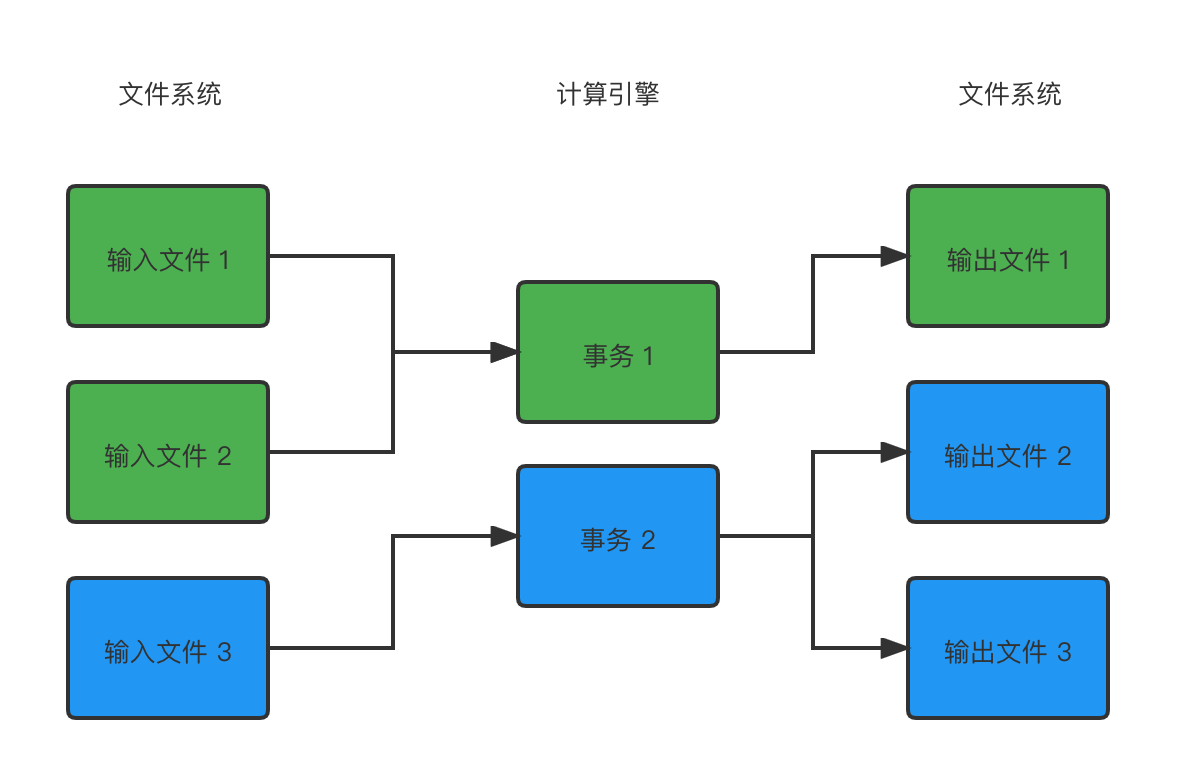 文件系统
计算引擎
文件系统
输入文件 1
输出文件 1
事务 1
输入文件 2
输出文件 2
事务 2
输入文件 3
输出文件 3